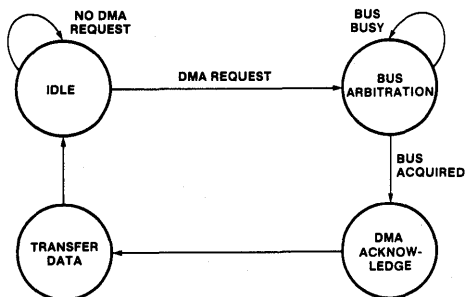 NO DMA
REQUEST
BUS
BUSY
IDLE
DMA REQUEST
BUS
ARBITRATION
BUS
ACQUIRED
TRANSFER
DATA
DMA
ACKNOW-
LEDGE